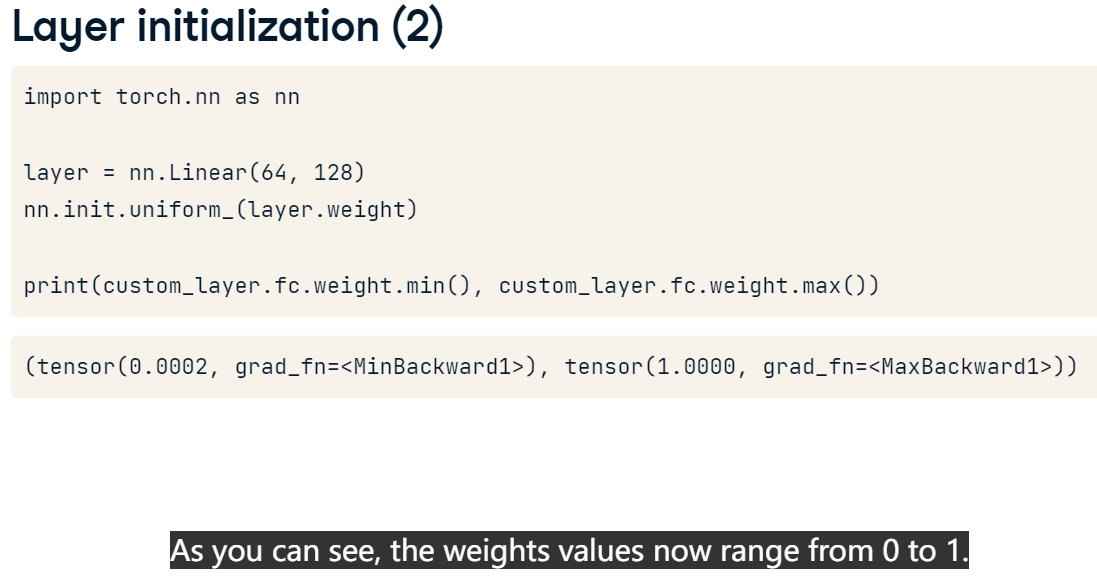 Layer initialization (2)
import torch.nn as nn
layer = nn.Linear(64, 128)
nn.init.uniform_(layer.weight)
print(custom_layer.fc.weight.min(), custom_layer.fc.weight.max())
(tensor(0.0002, grad_fn=<MinBackward1>), tensor(1.0000, grad_fn=<MaxBackward1>))
As you can see, the weights values now range from 0 to 1.